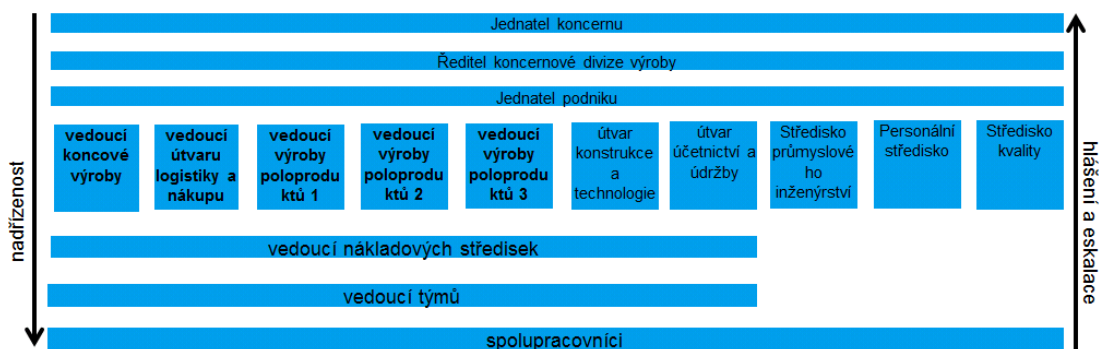 Jednatel koncernu
Ředitel koncernové divize výroby
Jednatel podniku
vedoucí
koncové
výroby
vedoucí
útvaru
logistiky a
nákupu
vedoucí
výroby
poloprodu
ktů 1
vedoucí
výroby
poloprodu
ktů 2
vedoucí
výroby
poloprodu
ktů 3
útvar
konstrukce
a
technologie
útvar
účetnictví a
údržby
Středisko
průmyslové
ho
inženýrství
Personální
středisko
Středisko
kvality
vedoucí nákladových středisek
vedoucí týmů
spolupracovníci
nadřízenost
hlášení a eskalace